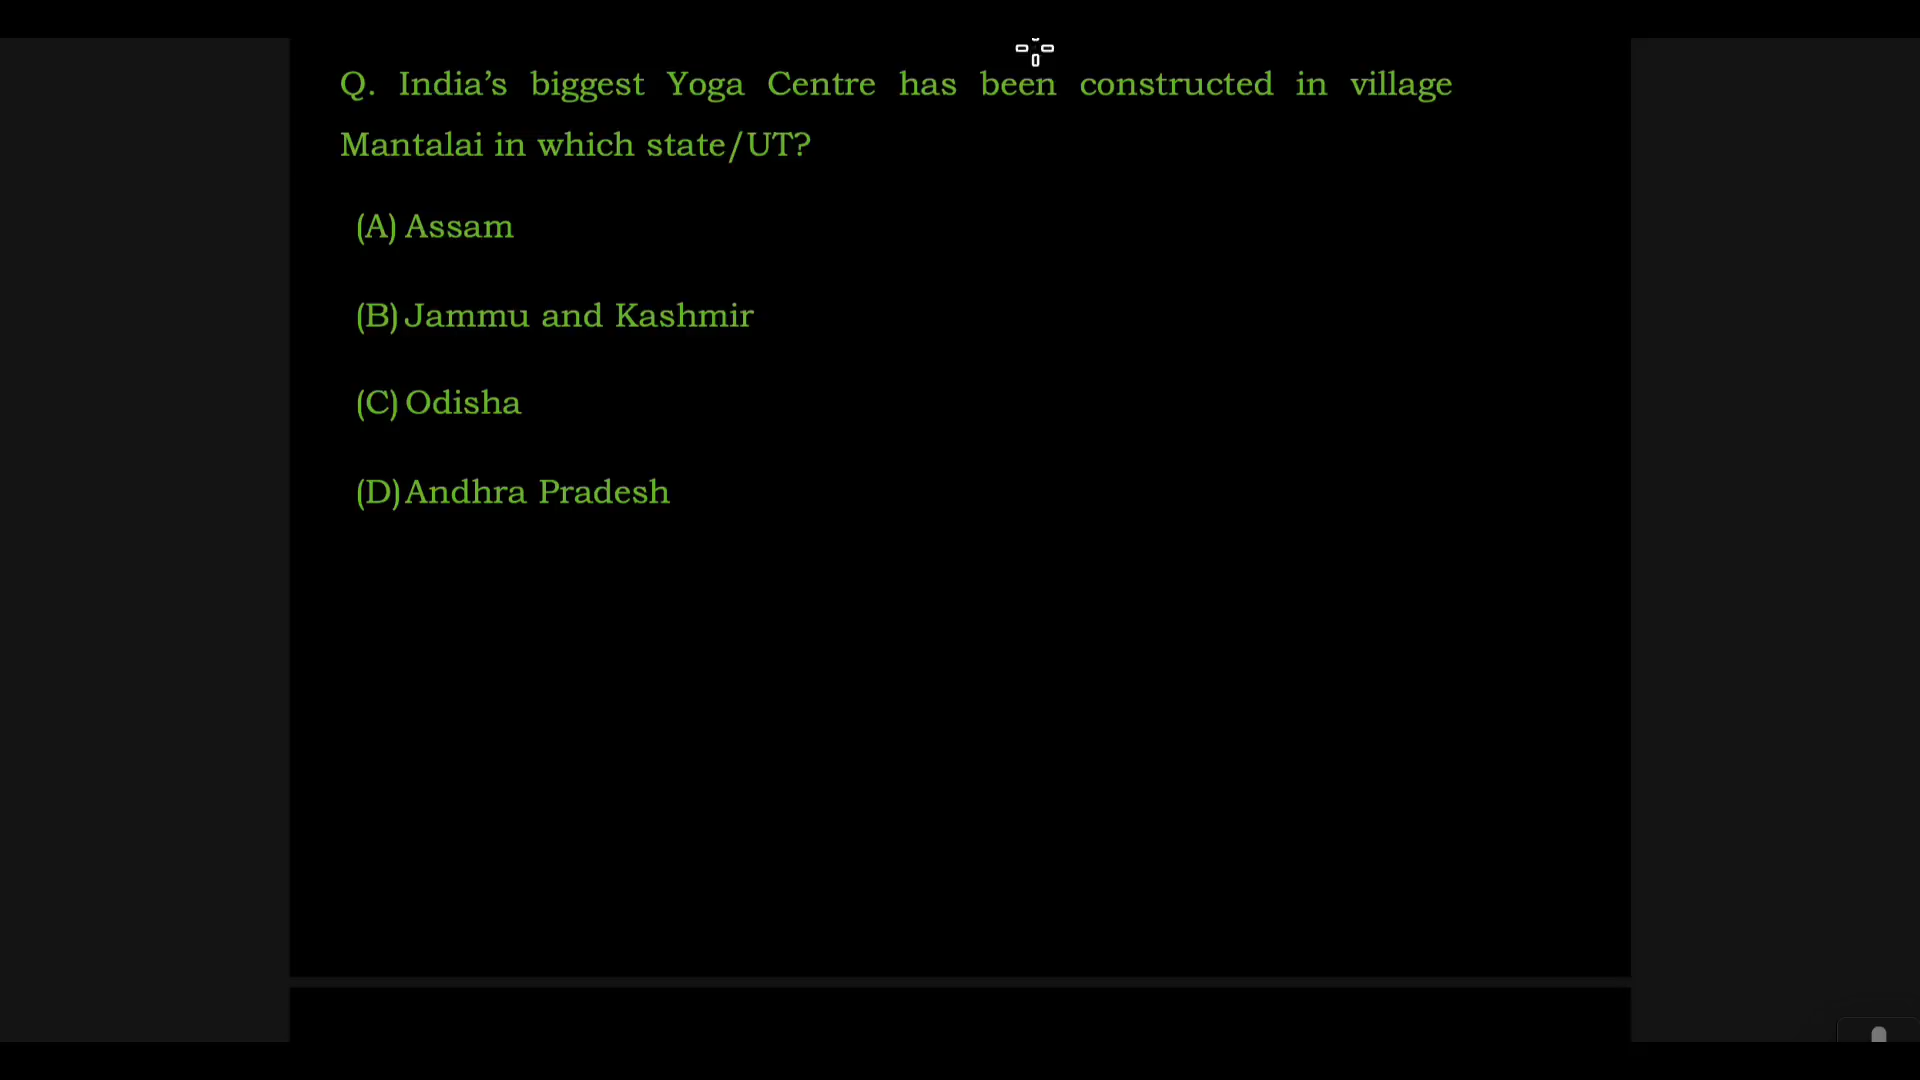 Q. India’s biggest Yoga Centre has been constructed in village
Mantalai in which state/UT?
(A) Assam
(B) Jammu and Kashmir
(C) Odisha
(D) Andhra Pradesh